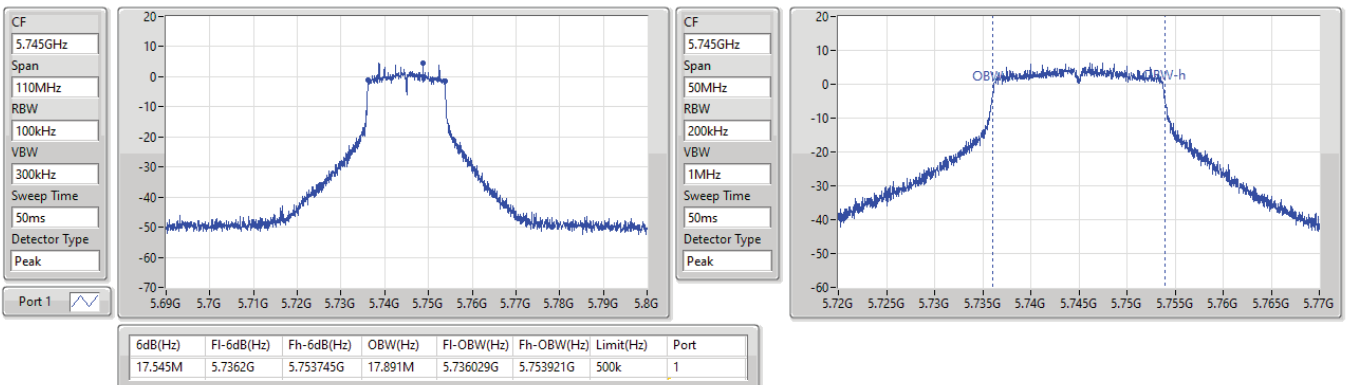 CF
5.745GHz
Span
110MHz
RBW
100kHz
VBW
300kHz
Sweep Time
50ms
Detector Type
Peak
Port 1
20-
10-
0-
-10-
-20-
-30-
-40-
-50-
-60-
-70-
5.69G 5.7G 5.71G 5.72G 5.73G 5.74G 5.75G 5.76G 5.77G 5.78G 5.79G 5.8G
CF
5.745GHz
Span
50MHz
RBW
200kHz
VBW
1MHz
Sweep Time
50ms
Detector Type
Peak
20-
10-
0-
-10-
-20-
-30-
-40-
-50-
-60-
OBW OBW-h
5.72G 5.725G 5.73G 5.735G 5.74G 5.745G 5.75G 5.755G 5.76G 5.765G 5.77G
6dB(Hz) Fl-6dB(Hz) Fh-6dB(Hz) OBW(Hz) Fl-OBW(Hz) Fh-OBW(Hz) Limit(Hz) Port
17.545M 5.7362G 5.753745G 17.891M 5.736029G 5.753921G 500k 1